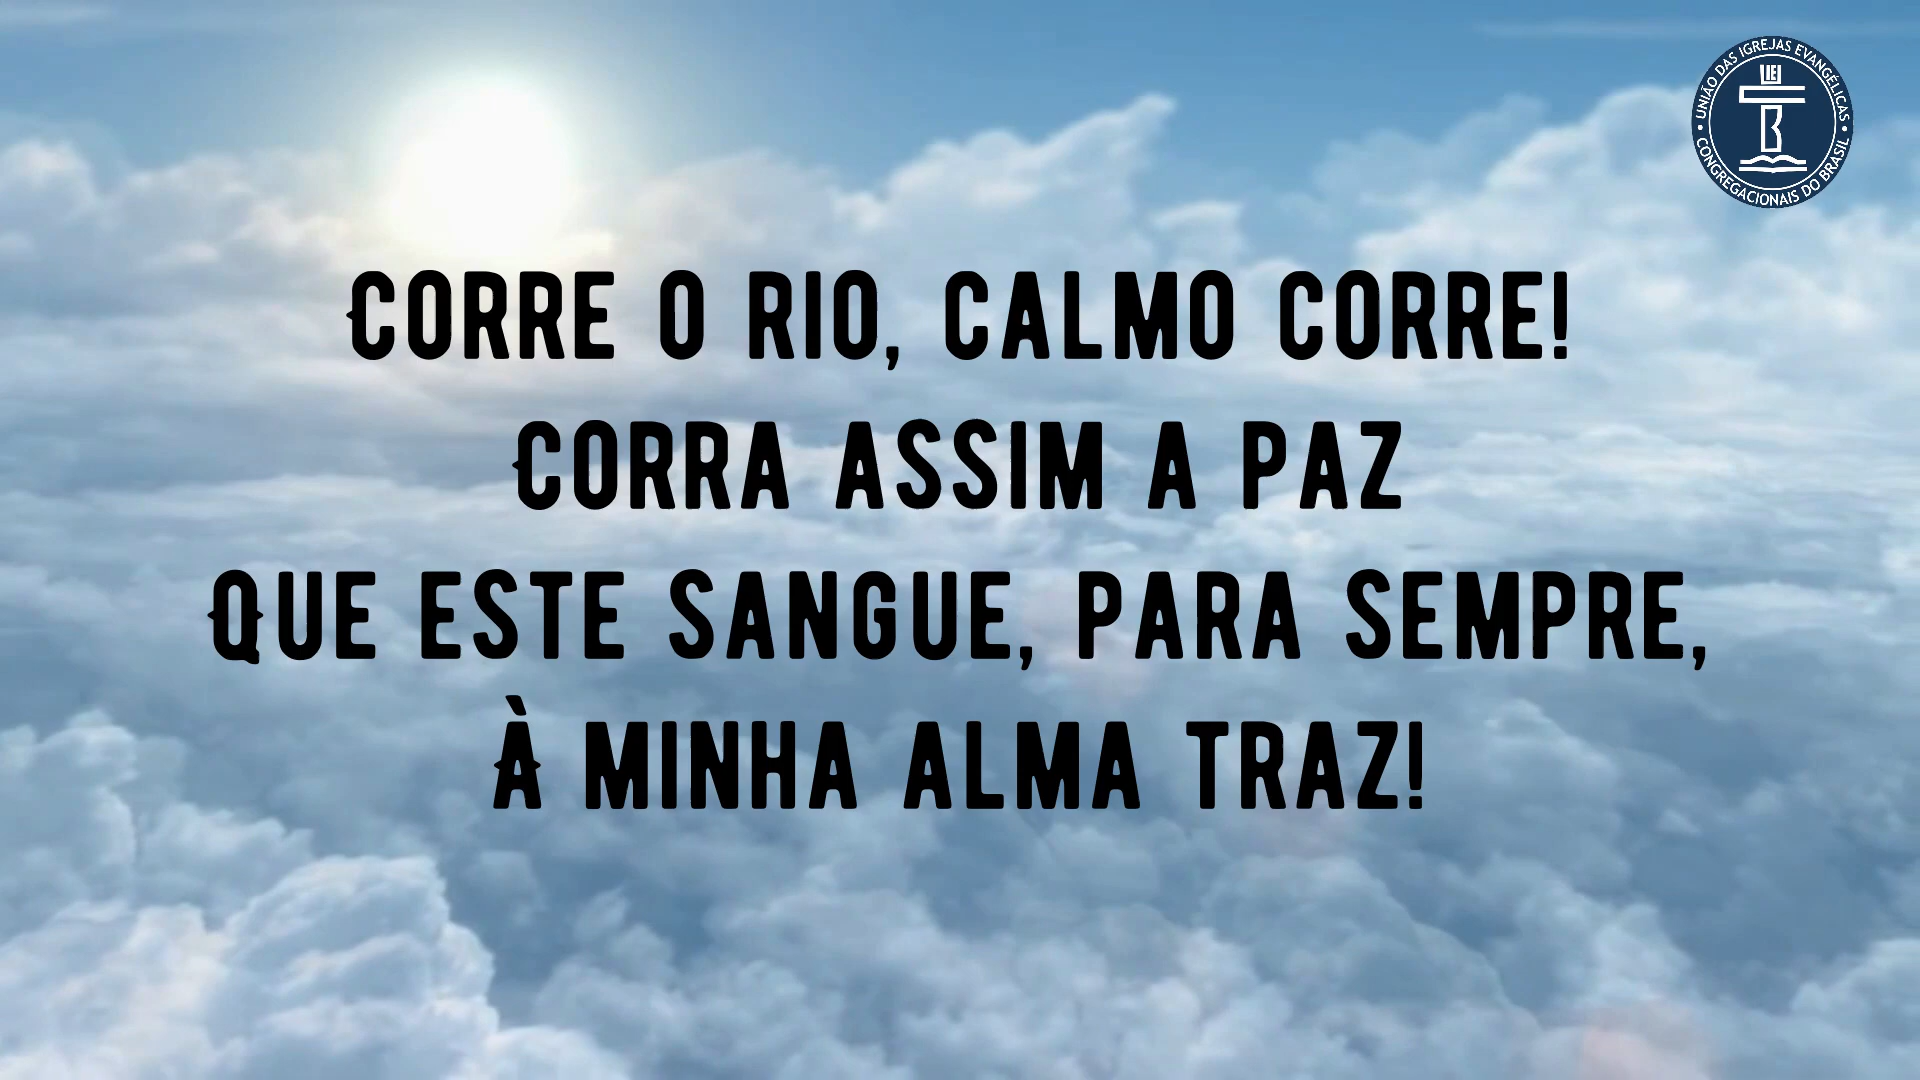 UNIÃO DAS IGREJAS EVANGÉLICAS
CONGREGACIONAIS DO BRASIL
CORRE O RIO, CALMO CORRE!
CORRA ASSIM A PAZ
QUE ESTE SANGUE, PARA SEMPRE,
À MINHA ALMA TRAZ!